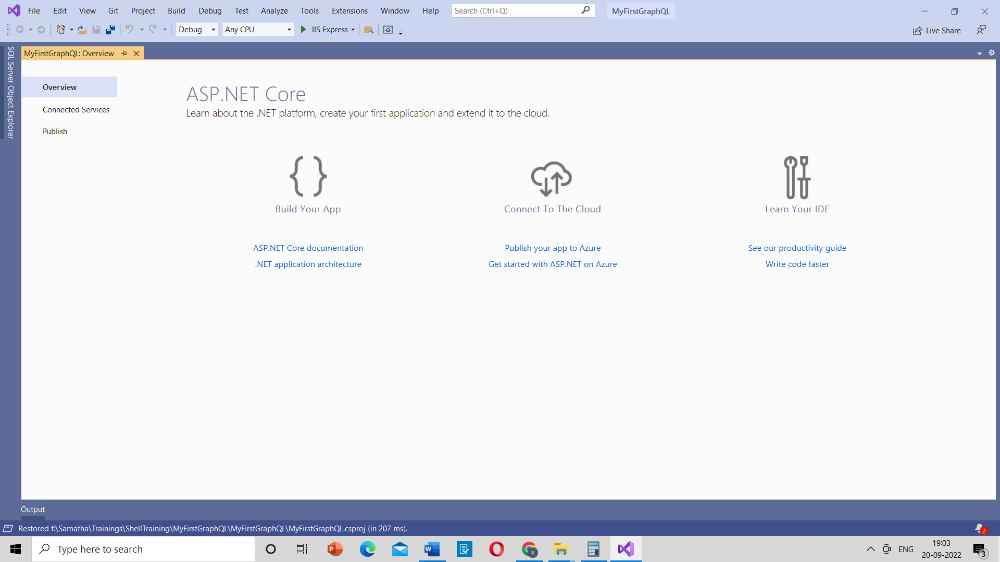 File Edit View Git Project Build Debug Test Analyze Tools Extensions Window Help Search (Ctrl+Q) MyFirstGraphQL
Debug Any CPU IIS Express Live Share
SQL Server Object Explorer
MyFirstGraphQL: Overview
Overview
Connected Services
Publish
ASP.NET Core
Learn about the .NET platform, create your first application and extend it to the cloud.
Build Your App
ASP.NET Core documentation
.NET application architecture
Connect To The Cloud
Publish your app to Azure
Get started with ASP.NET on Azure
Learn Your IDE
See our productivity guide
Write code faster
Output
Restored f:\Samatha\Trainings\ShellTraining\MyFirstGraphQL\MyFirstGraphQL\MyFirstGraphQL.csproj (in 207 ms).
2
Type here to search
P
W
S
ENG
19:03
20-09-2022
3